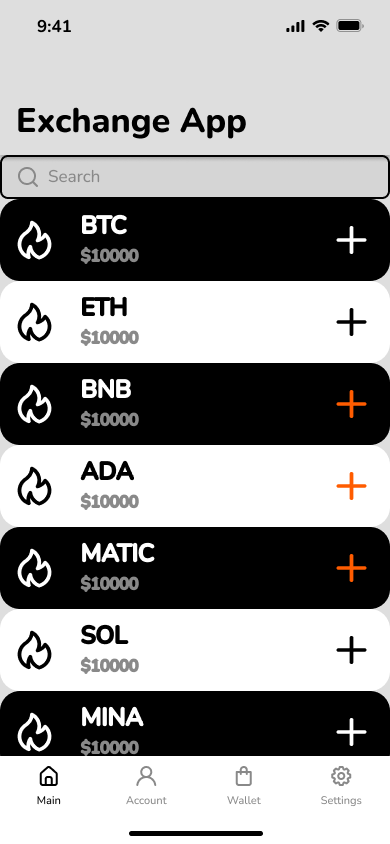 9:41
Exchange App
Search
BTC
$10000
ETH
$10000
BNB
$10000
ADA
$10000
MATIC
$10000
SOL
$10000
MINA
$10000
Main Account Wallet Settings